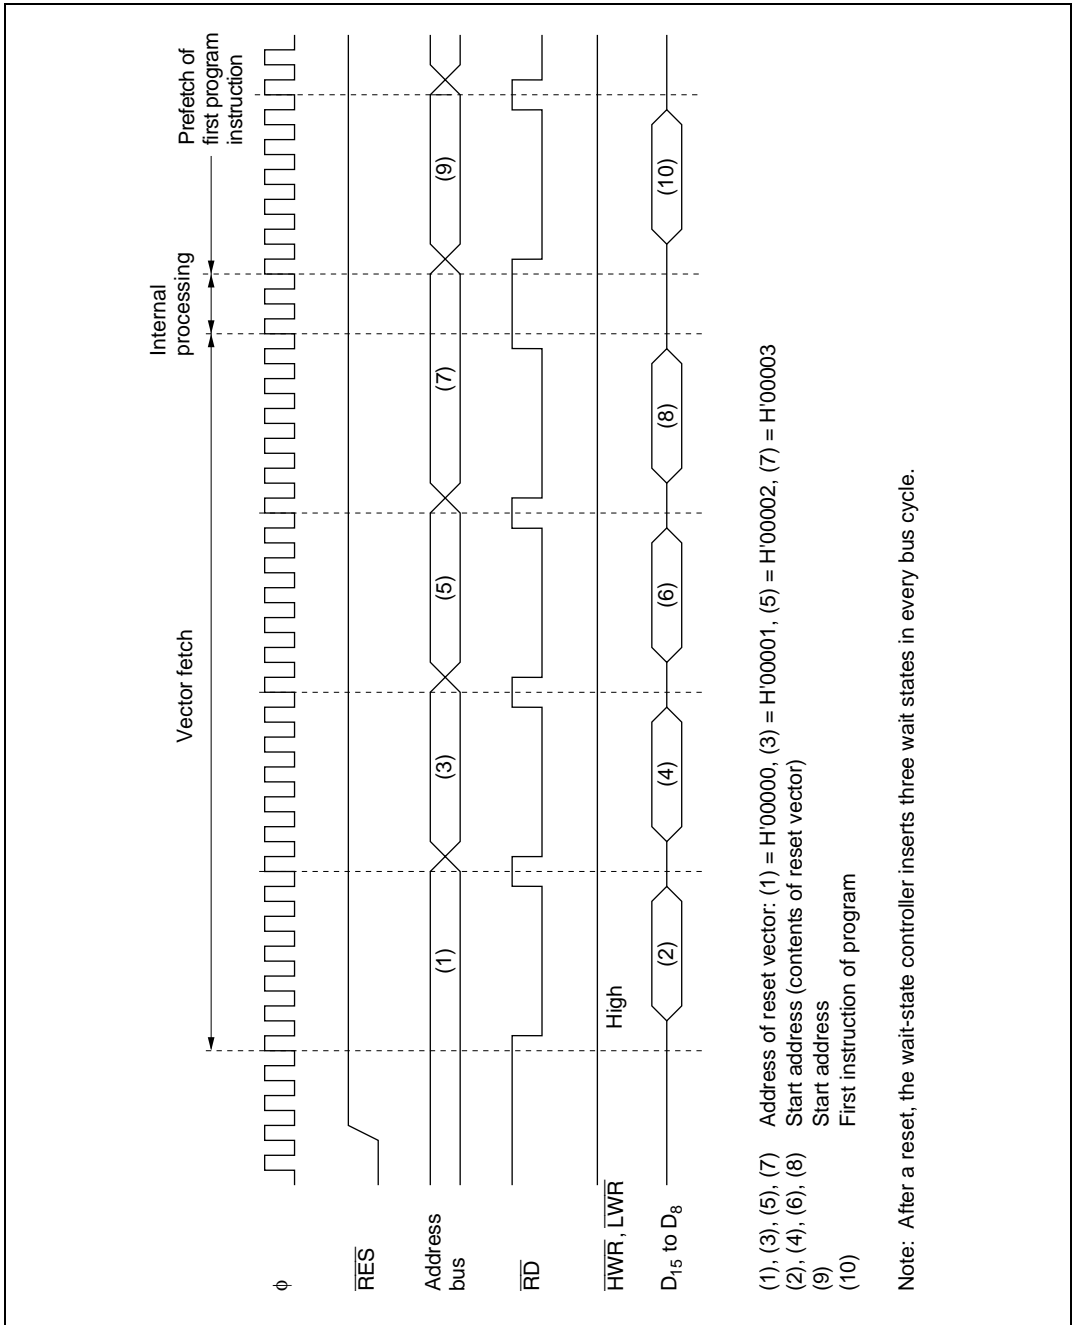 Vector fetch
Internal
processing
Prefetch of
first program
instruction
φ
RES
Address
bus
(1)
(3)
(5)
(7)
(9)
RD
HWR, LWR
High
D15 to D8
(2)
(4)
(6)
(8)
(10)
(1), (3), (5), (7) Address of reset vector: (1) = H'00000, (3) = H'00001, (5) = H'00002, (7) = H'00003
(2), (4), (6), (8) Start address (contents of reset vector)
(9) Start address
(10) First instruction of program
Note: After a reset, the wait-state controller inserts three wait states in every bus cycle.